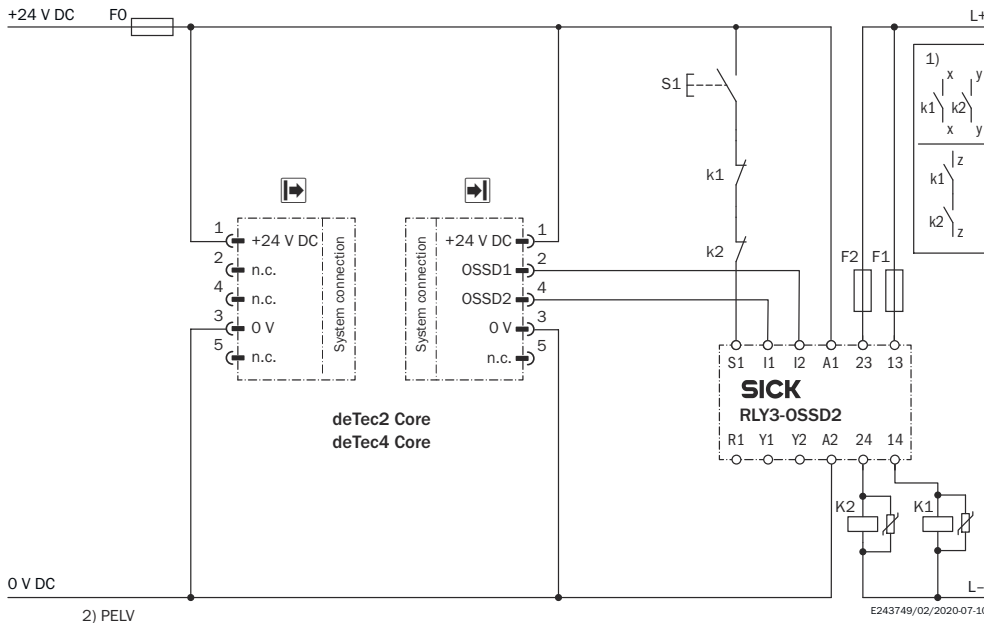 +24 V DC F0 L+
1)
x y
k1 k2
x y
z
k1
k2
z
S1
k1
k2
F2 F1
1 +24 V DC
2 n.c.
4 n.c.
3 0 V
5 n.c.
System connection
System connection
+24 V DC 1
OSSD1 2
OSSD2 4
0 V 3
n.c. 5
deTec2 Core
deTec4 Core
S1 I1 I2 A1 23 13
SICK
RLY3-OSSD2
R1 Y1 Y2 A2 24 14
K2 K1
0 V DC L–
2) PELV
E243749/02/2020-07-10